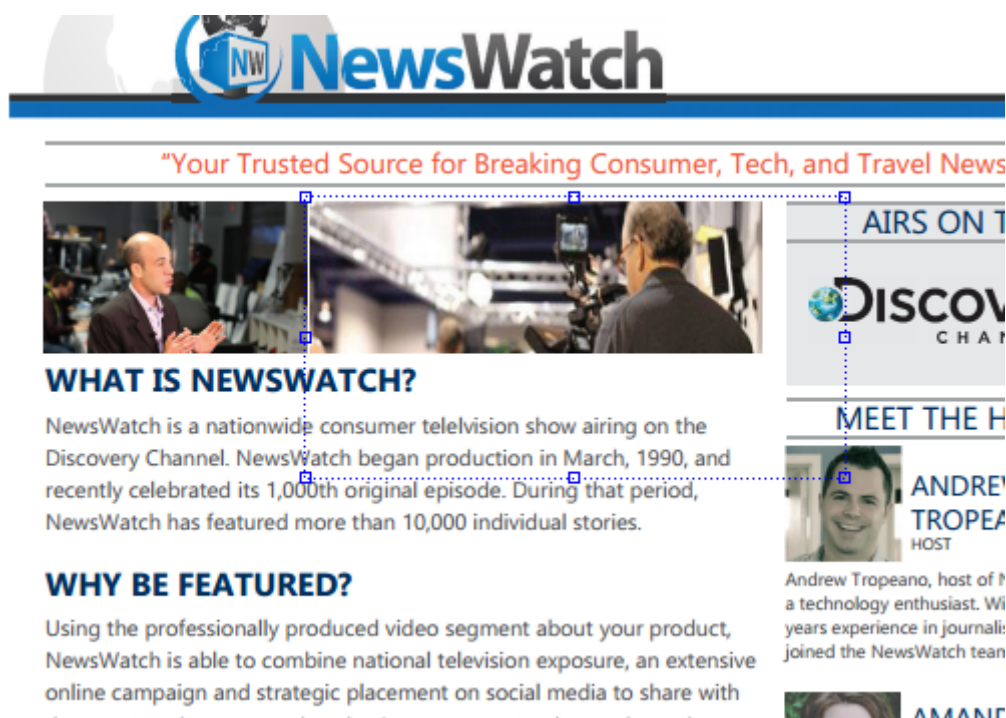 NW NewsWatch
"Your Trusted Source for Breaking Consumer, Tech, and Travel News
WHAT IS NEWSWATCH?
NewsWatch is a nationwide consumer telelvision show airing on the
Discovery Channel. NewsWatch began production in March, 1990, and
recently celebrated its 1,000th original episode. During that period,
NewsWatch has featured more than 10,000 individual stories.
WHY BE FEATURED?
Using the professionally produced video segment about your product,
NewsWatch is able to combine national television exposure, an extensive
online campaign and strategic placement on social media to share with
AIRS ON T
DISCOV
CHAN
MEET THE H
ANDREW
TROPEA
HOST
Andrew Tropeano, host of N
a technology enthusiast. Wi
years experience in journalis
joined the NewsWatch team
AMAND